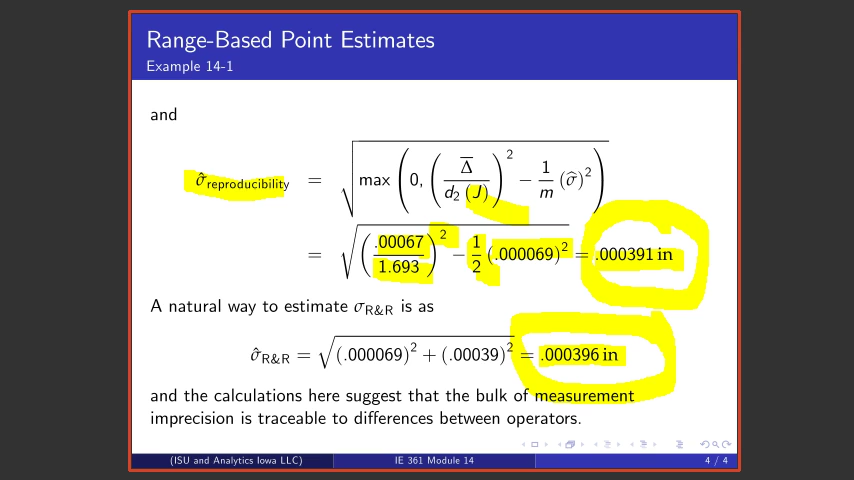 Range-Based Point Estimates
Example 14-1
and
σ̂reproducibility = √max(0, (Δ̅/d₂(J))² − 1/m (σ̂)²)
= √(.00067/1.693)² − 1/2 (.000069)² = .000391 in
A natural way to estimate σR&R is as
σ̂R&R = √(.000069)² + (.00039)² = .000396 in
and the calculations here suggest that the bulk of measurement
imprecision is traceable to differences between operators.
(ISU and Analytics Iowa LLC) IE 361 Module 14 4 / 4